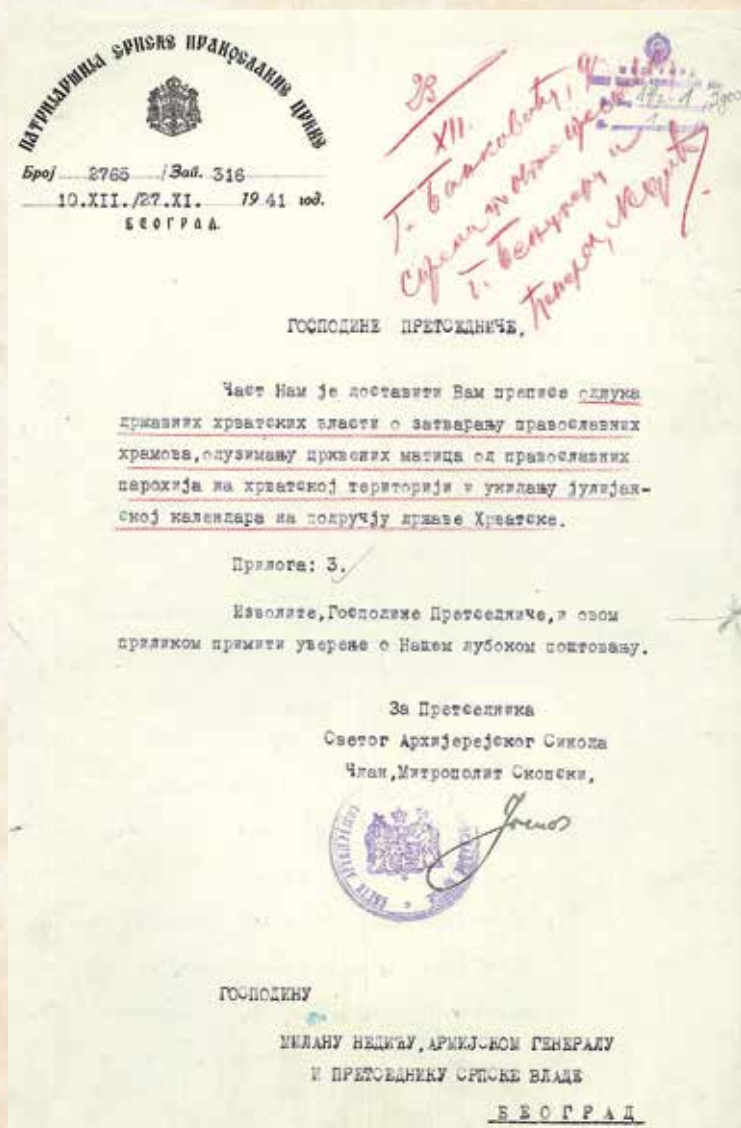 ПАТРИЈАРШИЈА СРПСКЕ ПРАВОСЛАВНЕ ЦРКВЕ
Број 2765 /Зап. 316
10.XII./27.XI. 1941 год.
БЕОГРАД.
23
XII.
ГОСПОДИНЕ ПРЕТСЕДНИЧЕ,
Част Нам је доставити Вам преписе одлука
државних хрватских власти о затварању православних
храмова,одузимању црквених матица од православних
парохија на хрватској територији и укидању јулијан-
ског календара на подручју државе Хрватске.
Прилога: 3.
Изволите,Господине Претседниче,и овом
приликом примити уверење о Нашем дубоком поштовању.
За Претседника
Светог Архијерејског Синода
Члан,Митрополит Скопски,
ГОСПОДИНУ
МИЛАНУ НЕДИЋУ,АРМИЈСКОМ ГЕНЕРАЛУ
И ПРЕТСЕДНИКУ СРПСКЕ ВЛАДЕ
БЕОГРАД